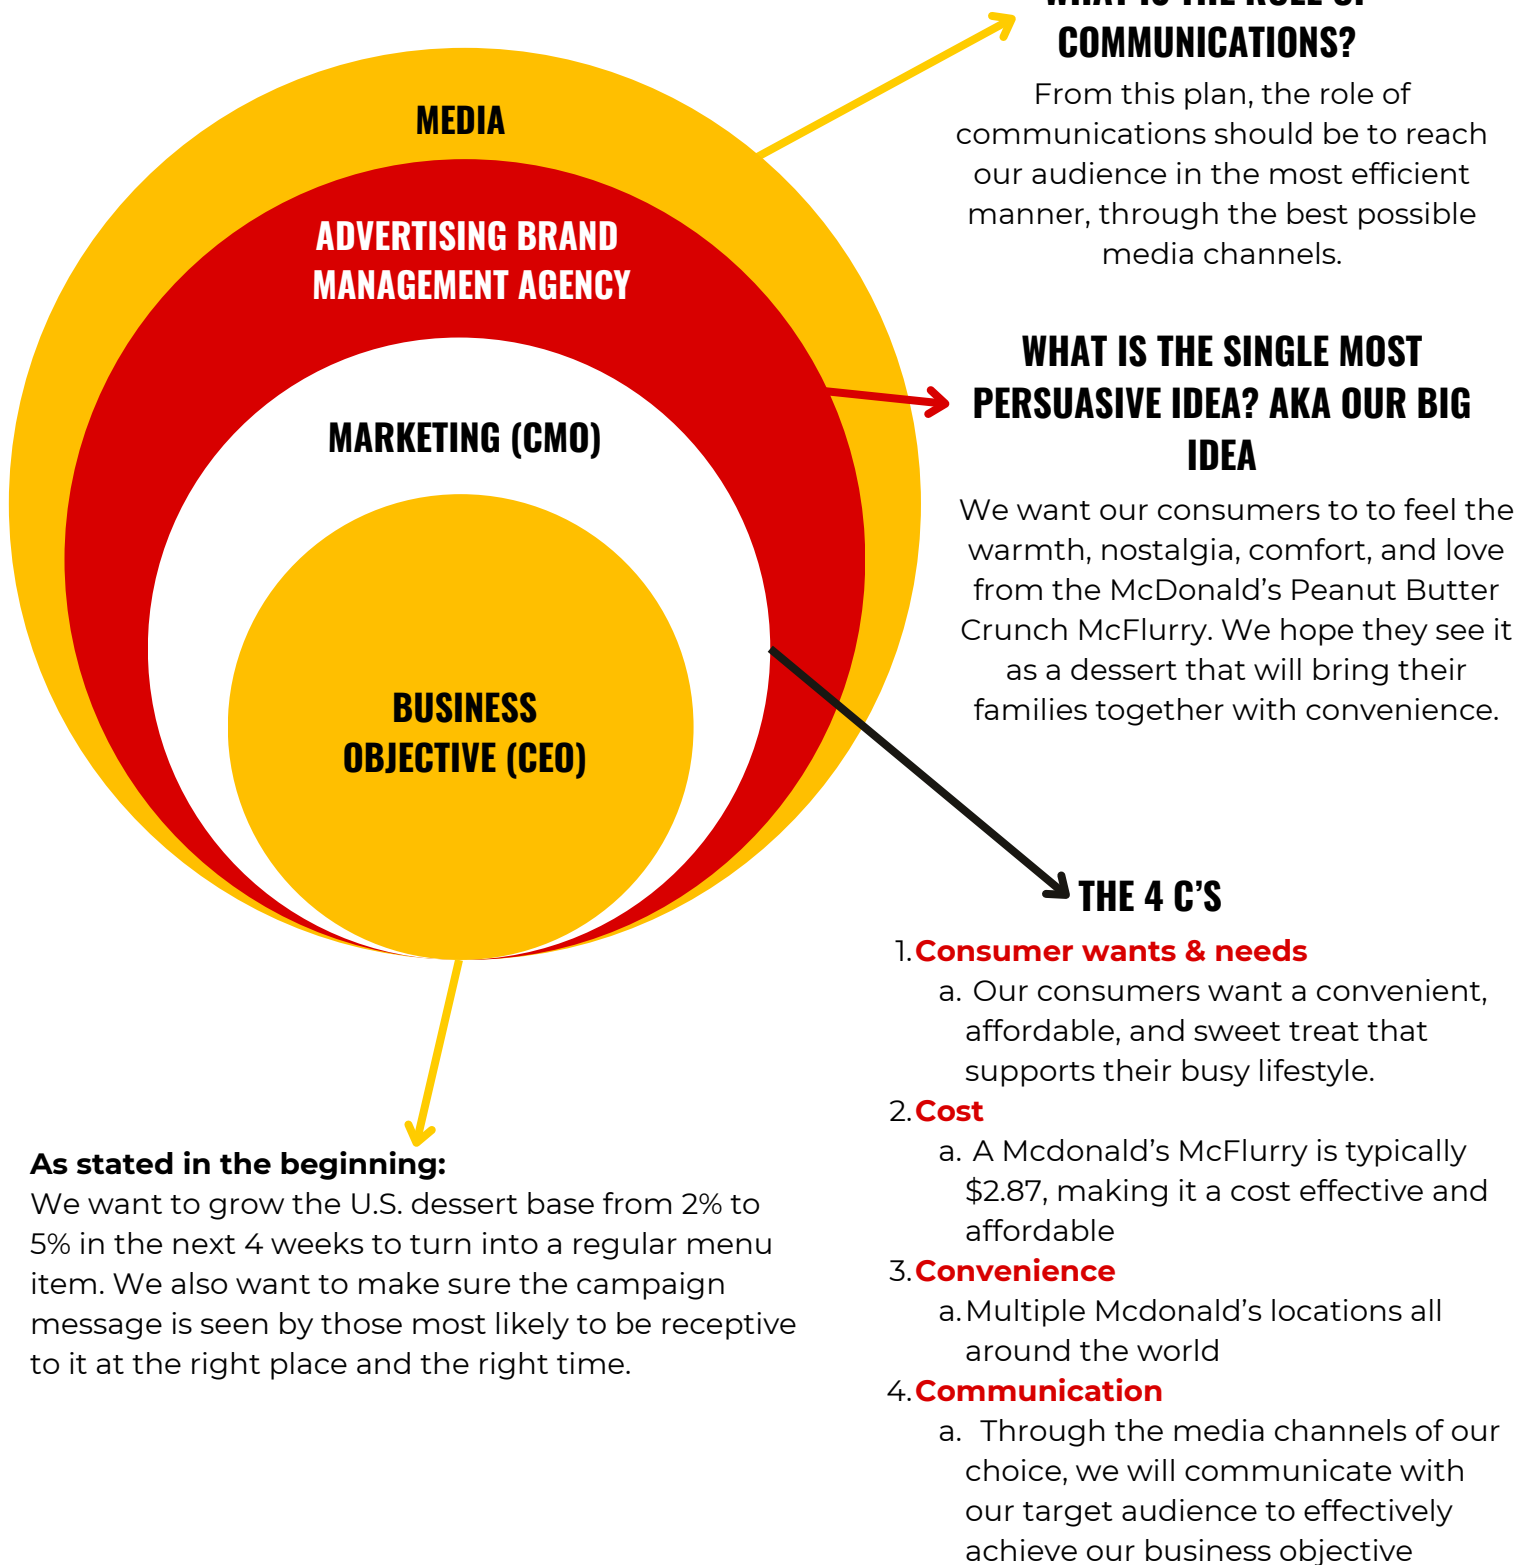 WHAT IS THE ROLE OF
COMMUNICATIONS?
From this plan, the role of
communications should be to reach
our audience in the most efficient
manner, through the best possible
media channels.
MEDIA
ADVERTISING BRAND
MANAGEMENT AGENCY
MARKETING (CMO)
BUSINESS
OBJECTIVE (CEO)
WHAT IS THE SINGLE MOST
PERSUASIVE IDEA? AKA OUR BIG
IDEA
We want our consumers to to feel the
warmth, nostalgia, comfort, and love
from the McDonald’s Peanut Butter
Crunch McFlurry. We hope they see it
as a dessert that will bring their
families together with convenience.
THE 4 C’S
1. Consumer wants & needs
a. Our consumers want a convenient,
affordable, and sweet treat that
supports their busy lifestyle.
2. Cost
a. A Mcdonald’s McFlurry is typically
$2.87, making it a cost effective and
affordable
3. Convenience
a. Multiple Mcdonald’s locations all
around the world
4. Communication
a. Through the media channels of our
choice, we will communicate with
our target audience to effectively
achieve our business objective
As stated in the beginning:
We want to grow the U.S. dessert base from 2% to
5% in the next 4 weeks to turn into a regular menu
item. We also want to make sure the campaign
message is seen by those most likely to be receptive
to it at the right place and the right time.